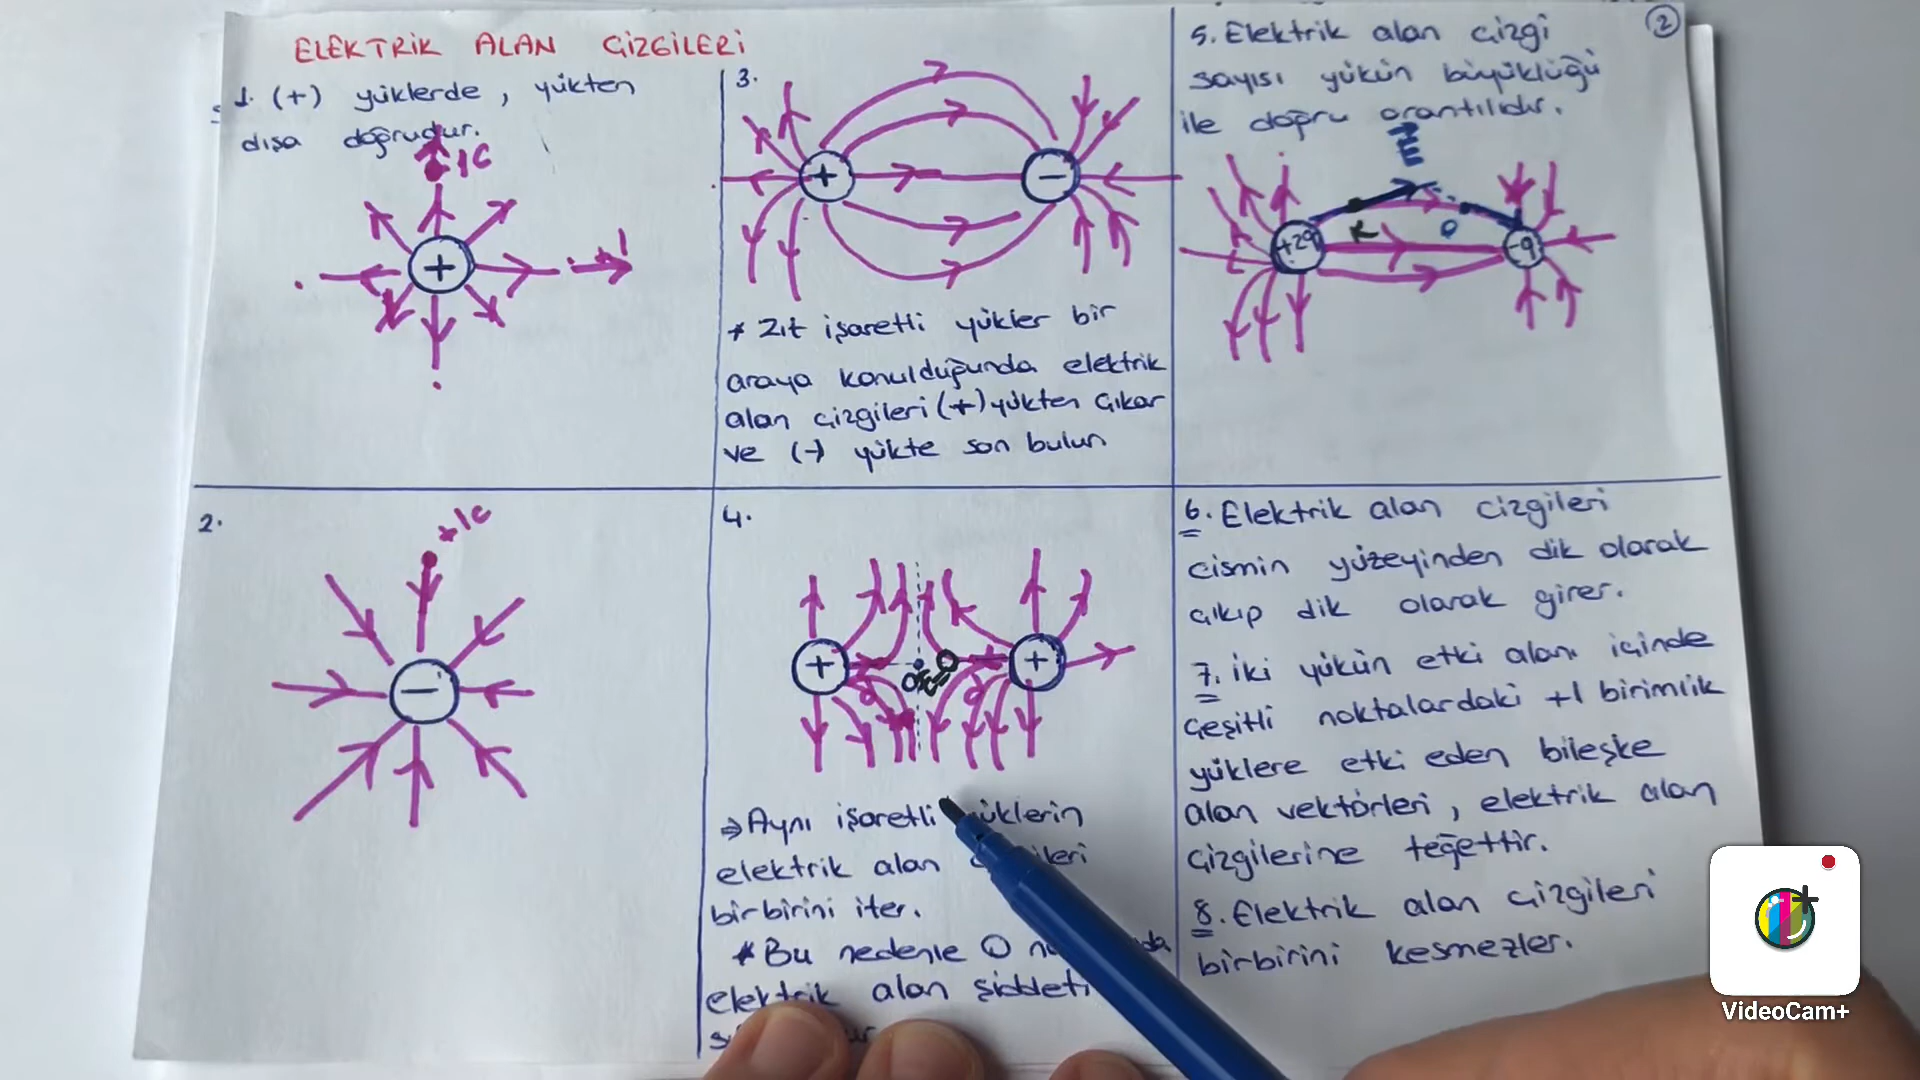 ELEKTRİK ALAN ÇİZGİLERİ
1. (+) yüklerde, yükten
dışa doğrudur.
1C
+
+1
2.
+1C
−
3.
+
−
* Zıt işaretli yükler bir
araya konulduğunda elektrik
alan çizgileri (+) yükten çıkar
ve (-) yükte son bulur
4.
+
+
⇒ Aynı işaretli yüklerin
elektrik alan
birbirini iter.
* Bu nedenle O
elektrik alan şiddeti
2
5. Elektrik alan çizgi
sayısı yükün büyüklüğü
ile doğru orantılıdır.
E
+2q
K
O
-q
6. Elektrik alan çizgileri
cismin yüzeyinden dik olarak
çıkıp dik olarak girer.
7. İki yükün etki alanı içinde
çeşitli noktalardaki +1 birimlik
yüklere etki eden bileşke
alan vektörleri, elektrik alan
çizgilerine teğettir.
8. Elektrik alan çizgileri
birbirini kesmezler.
VideoCam+